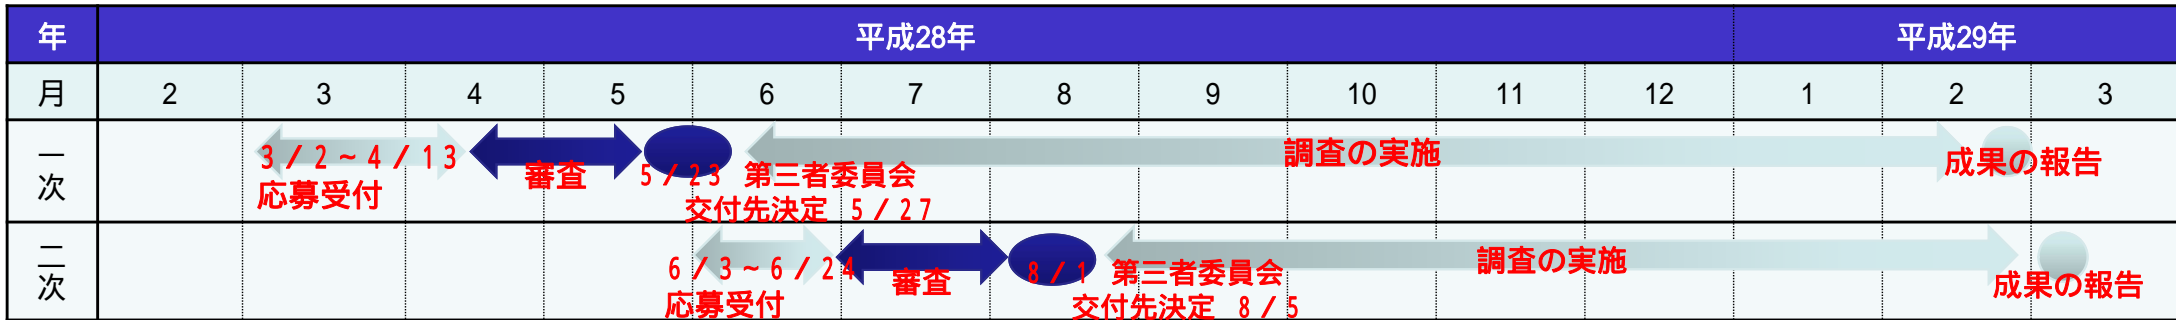 年 平成28年 平成29年
月 2 3 4 5 6 7 8 9 10 11 12 1 2 3
一次
3/2~4/13
応募受付
審査
5/23 第三者委員会
交付先決定 5/27
調査の実施
成果の報告
二次
6/3~6/24
応募受付
審査
8/1 第三者委員会
交付先決定 8/5
調査の実施
成果の報告